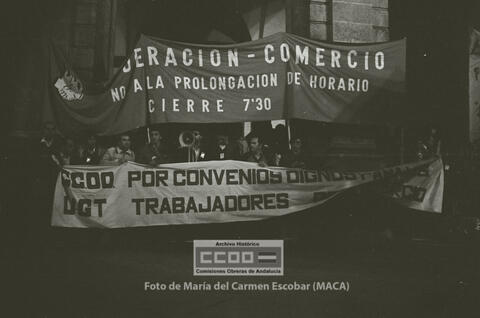 DERACION - COMERCIO
NO A LA PROLONGACION DE HORARIO
CIERRE 7'30
CCOO POR CONVENIOS DIGNOS
UGT TRABAJADORES
Archivo Histórico
CCOO
Comisiones Obreras de Andalucía
Foto de María del Carmen Escobar (MACA)